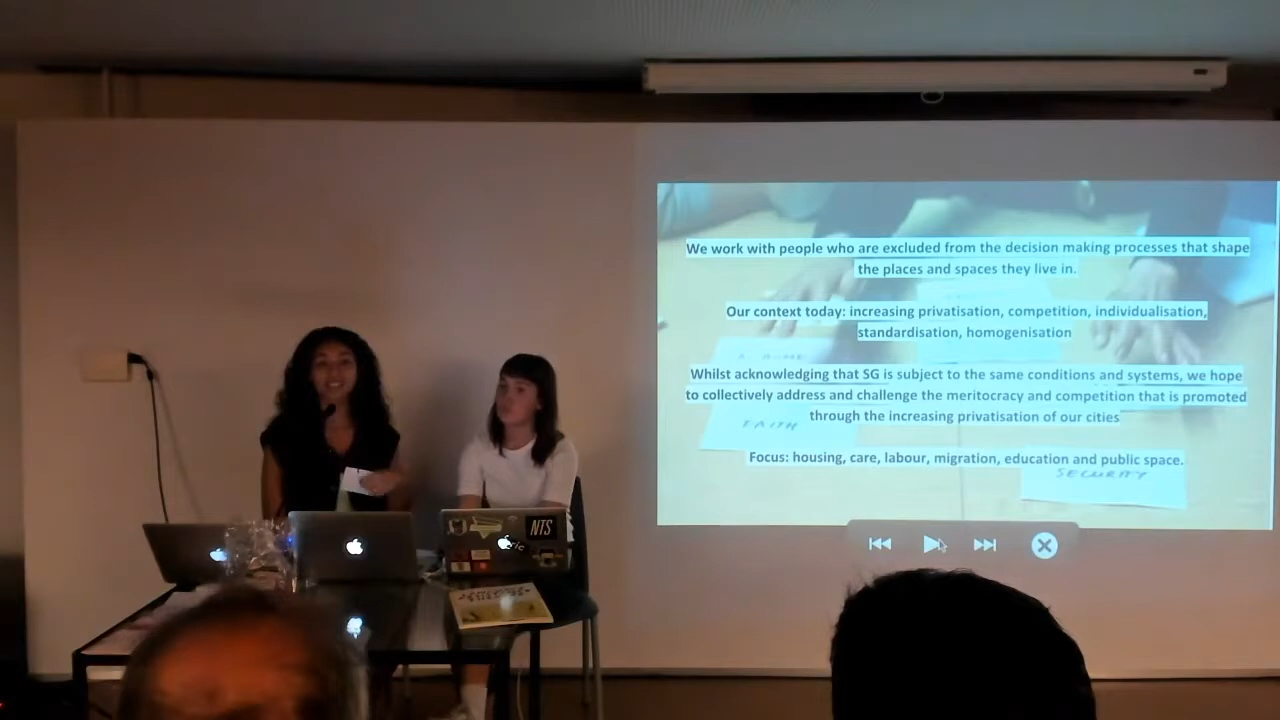 We work with people who are excluded from the decision making processes that shape
the places and spaces they live in.
Our context today: increasing privatisation, competition, individualisation,
standardisation, homogenisation
Whilst acknowledging that SG is subject to the same conditions and systems, we hope
to collectively address and challenge the meritocracy and competition that is promoted
through the increasing privatisation of our cities
FAITH
Focus: housing, care, labour, migration, education and public space.
SECURITY
NTS